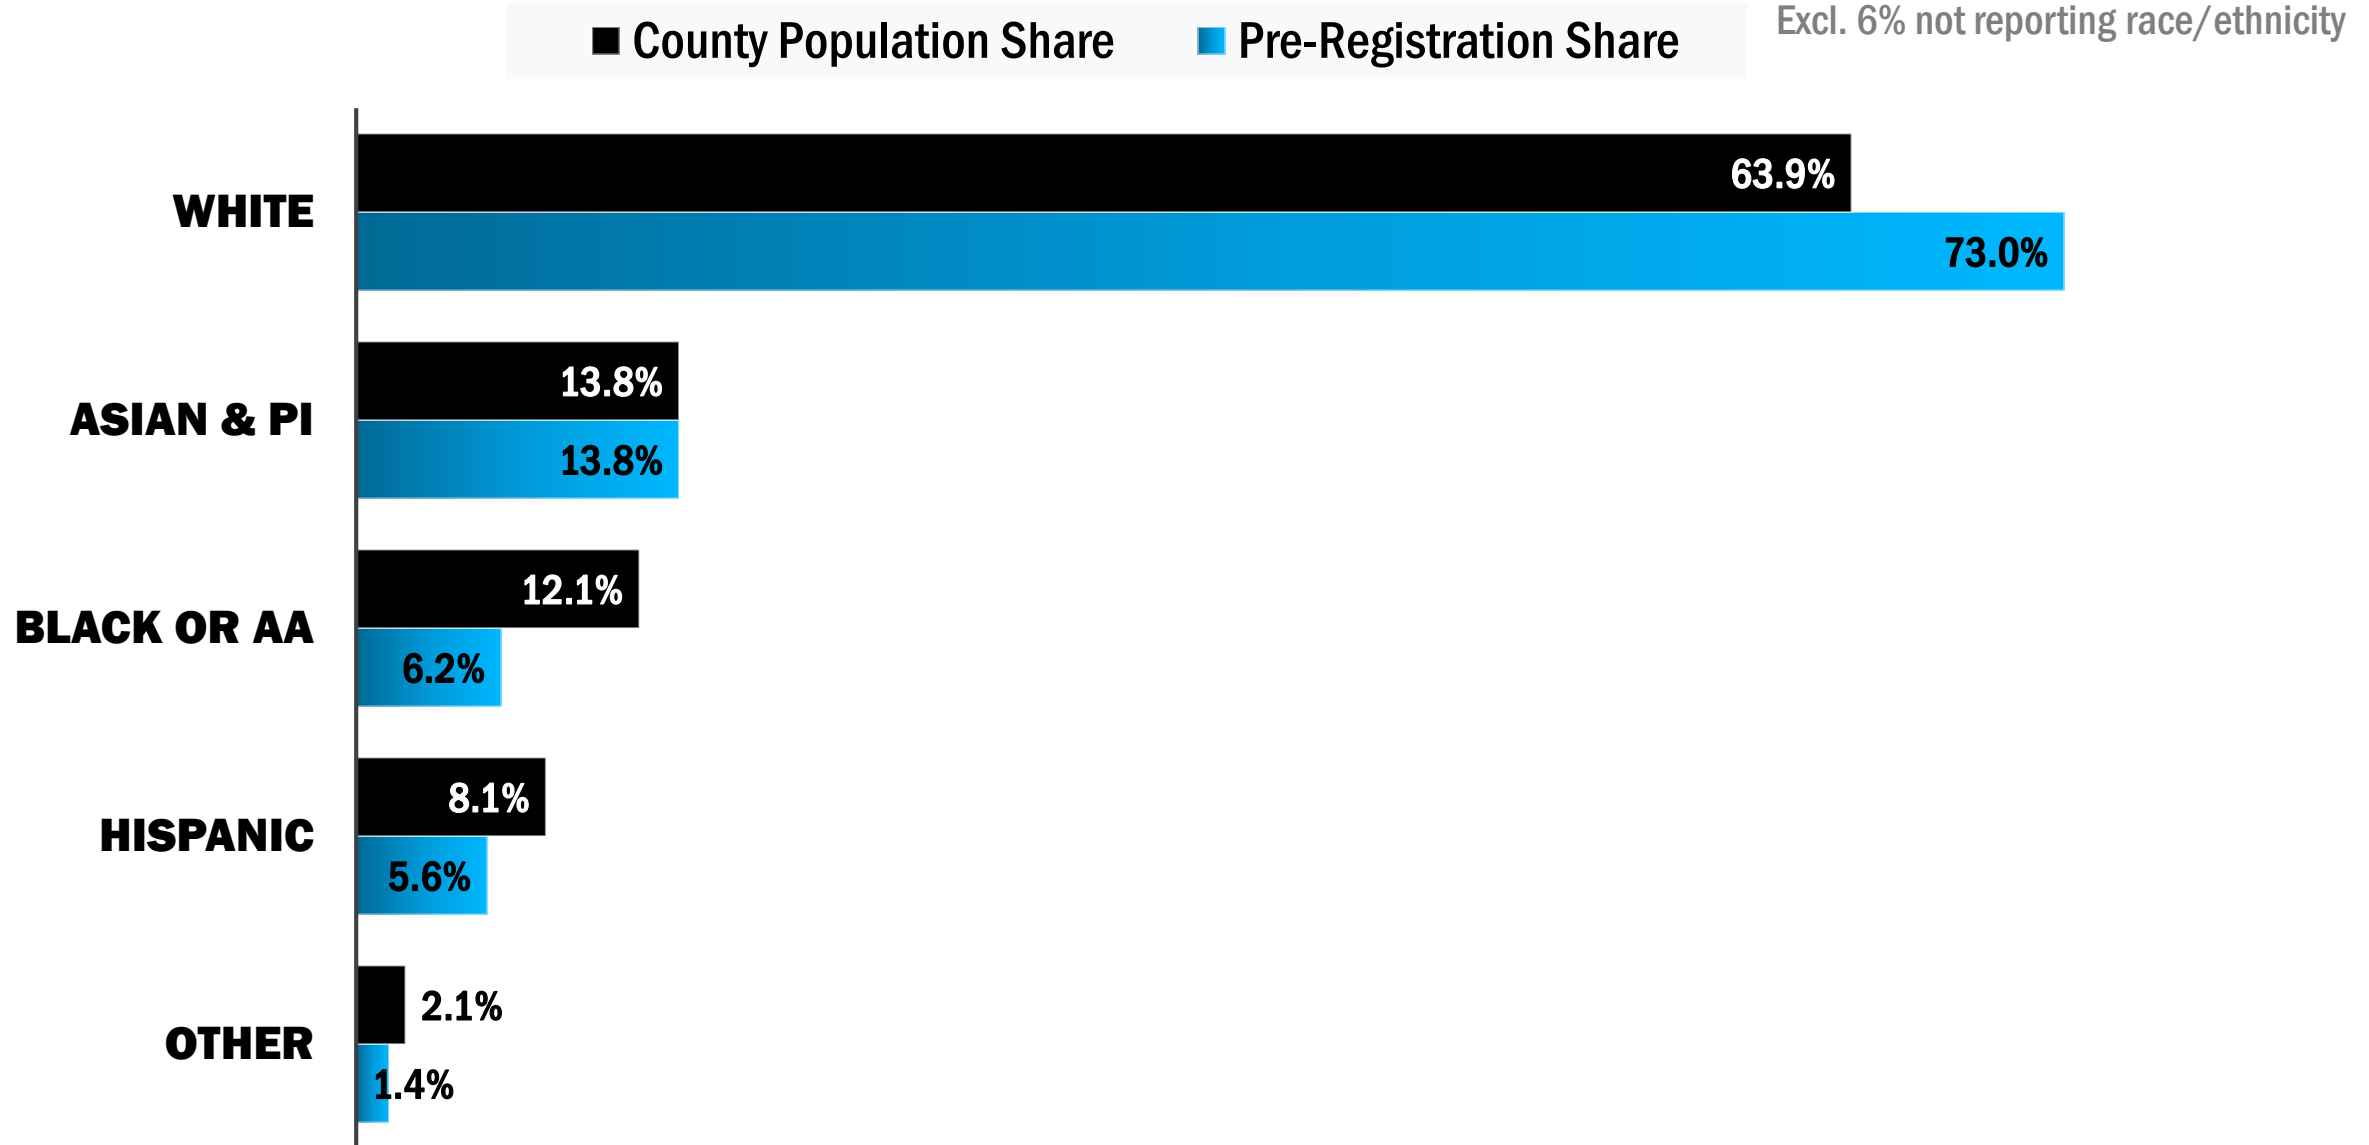 County Population Share Pre-Registration Share
Excl. 6% not reporting race/ethnicity
WHITE
63.9%
73.0%
ASIAN & PI
13.8%
13.8%
BLACK OR AA
12.1%
6.2%
HISPANIC
8.1%
5.6%
OTHER
2.1%
1.4%